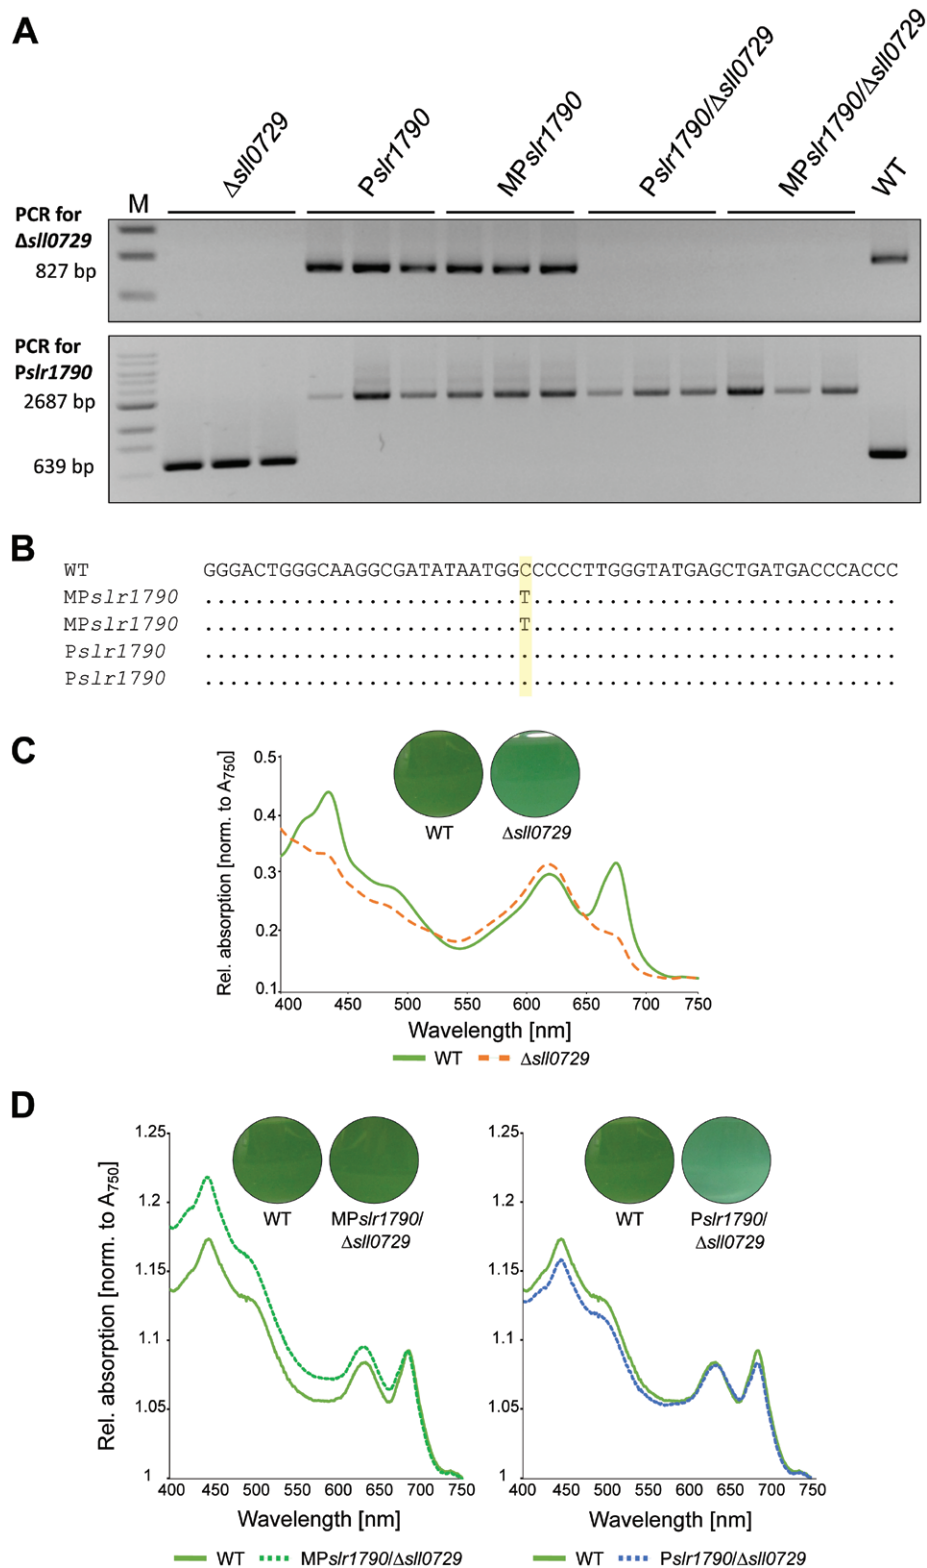 A
Δsll0729
Pslr1790
MPslr1790
Pslr1790/Δsll0729
MPslr1790/Δsll0729
WT
M
PCR for
Δsll0729
827 bp
PCR for
Pslr1790
2687 bp
639 bp
B
WT GGGACTGGGCAAGGCGATATAATGGCCCCCTTGGGTATGAGCTGATGACCCACCC
MPslr1790 ........................T.............................
MPslr1790 ........................T.............................
Pslr1790 ......................................................
Pslr1790 ......................................................
C
Rel. absorption [norm. to A750]
0.5
0.4
0.3
0.2
0.1
WT
Δsll0729
400 450 500 550 600 650 700 750
Wavelength [nm]
WT Δsll0729
D
Rel. absorption [norm. to A750]
1.25
1.2
1.15
1.1
1.05
1
WT
MPslr1790/
Δsll0729
400 450 500 550 600 650 700 750
Wavelength [nm]
WT MPslr1790/Δsll0729
1.25
1.2
1.15
1.1
1.05
1
WT
Pslr1790/
Δsll0729
400 450 500 550 600 650 700 750
Wavelength [nm]
WT Pslr1790/Δsll0729